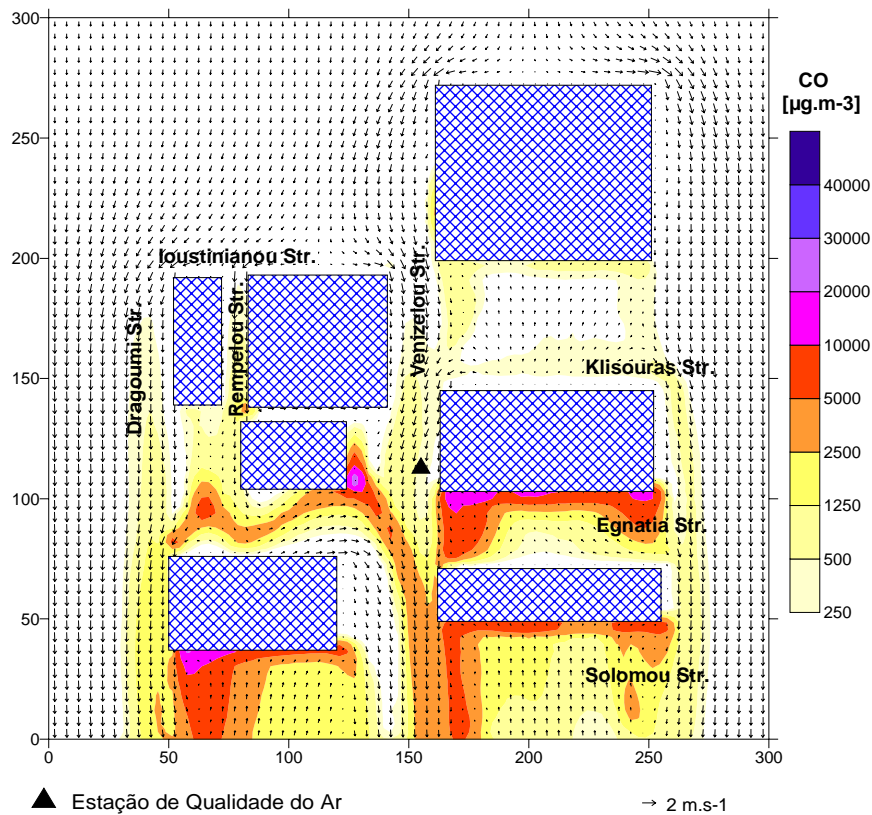 300
250
200
150
100
50
0
0
50
100
150
200
250
300
Ioustinianou Str.
Dragoumi Str.
Rempelou Str.
Venizelou Str.
Klisouras Str.
Egnatia Str.
Solomou Str.
CO
[µg.m-3]
40000
30000
20000
10000
5000
2500
1250
500
250
Estação de Qualidade do Ar
2 m.s-1